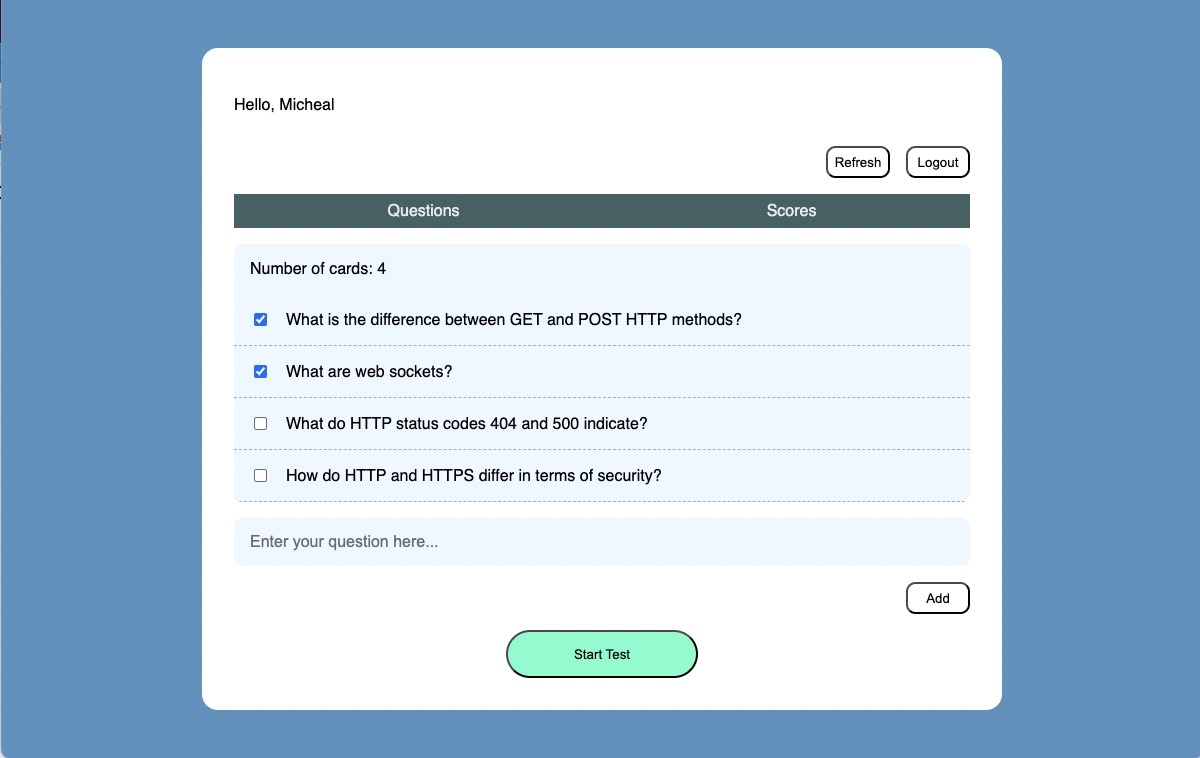 Hello, Micheal
Refresh Logout
Questions Scores
Number of cards: 4
What is the difference between GET and POST HTTP methods?
What are web sockets?
What do HTTP status codes 404 and 500 indicate?
How do HTTP and HTTPS differ in terms of security?
Enter your question here...
Add
Start Test